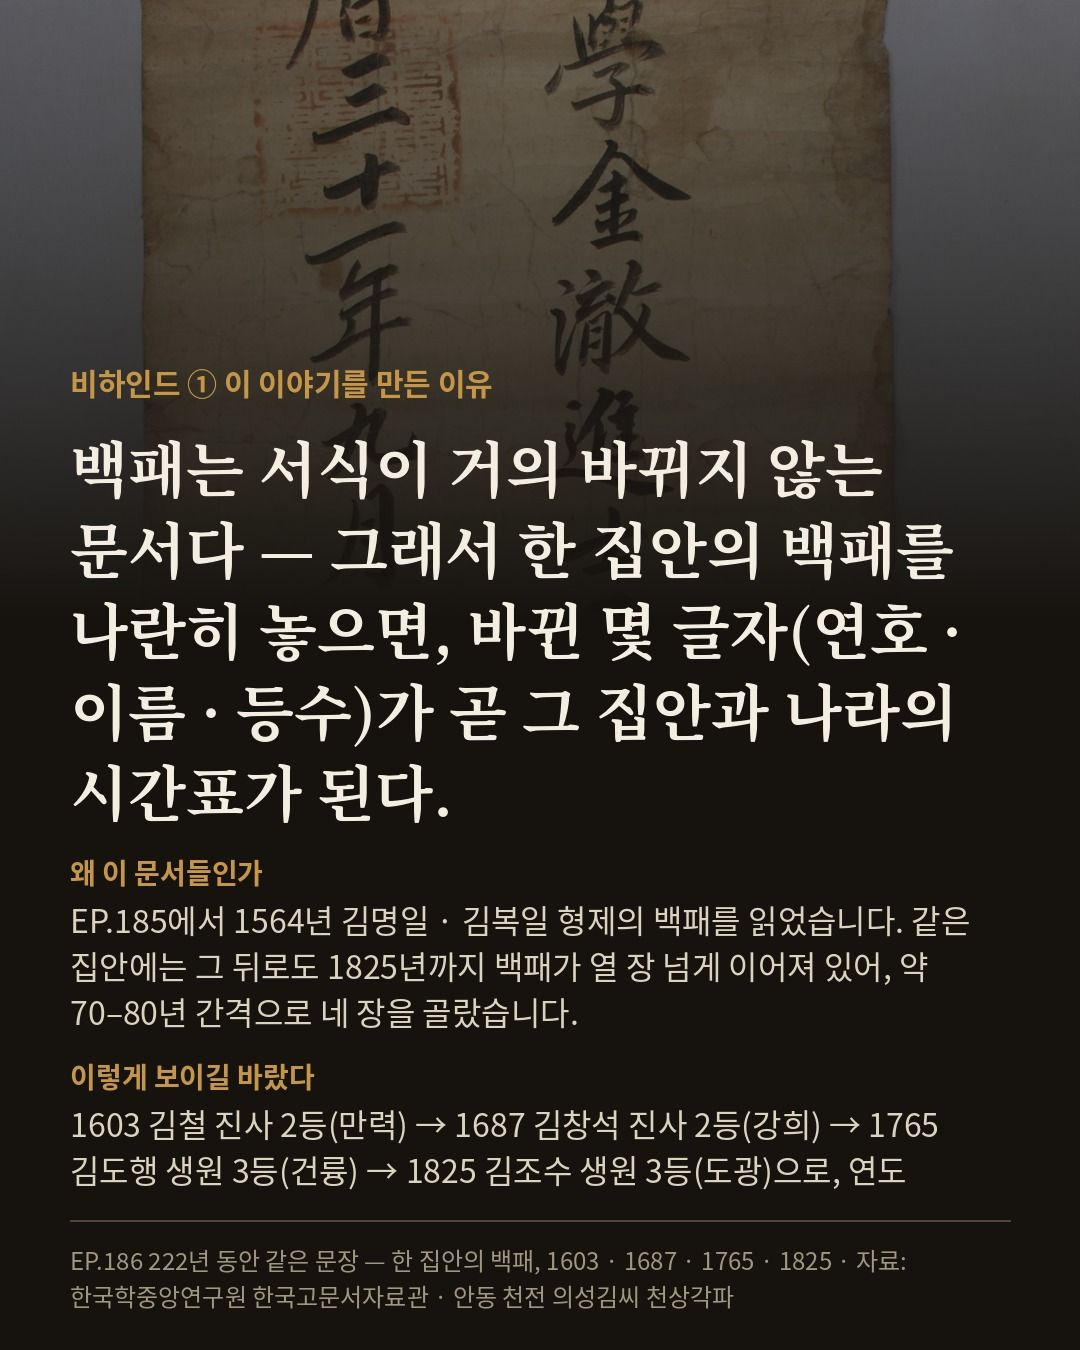 學金澈進
三十一年九月
비하인드 ① 이 이야기를 만든 이유
백패는 서식이 거의 바뀌지 않는
문서다 — 그래서 한 집안의 백패를
나란히 놓으면, 바뀐 몇 글자(연호 ·
이름 · 등수)가 곧 그 집안과 나라의
시간표가 된다.
왜 이 문서들인가
EP.185에서 1564년 김명일 · 김복일 형제의 백패를 읽었습니다. 같은
집안에는 그 뒤로도 1825년까지 백패가 열 장 넘게 이어져 있어, 약
70–80년 간격으로 네 장을 골랐습니다.
이렇게 보이길 바랐다
1603 김철 진사 2등(만력) → 1687 김창석 진사 2등(강희) → 1765
김도행 생원 3등(건륭) → 1825 김조수 생원 3등(도광)으로, 연도
EP.186 222년 동안 같은 문장 — 한 집안의 백패, 1603 · 1687 · 1765 · 1825 · 자료:
한국학중앙연구원 한국고문서자료관 · 안동 천전 의성김씨 천상각파